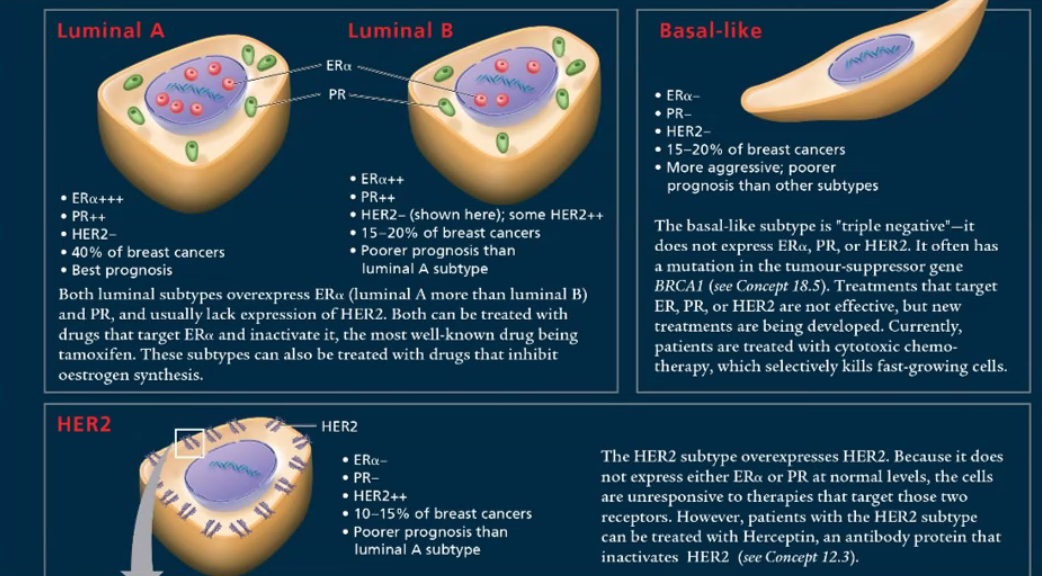 Luminal A
Luminal B
ERα
PR
• ERα+++
• PR++
• HER2–
• 40% of breast cancers
• Best prognosis
• ERα++
• PR++
• HER2– (shown here); some HER2++
• 15–20% of breast cancers
• Poorer prognosis than
luminal A subtype
Both luminal subtypes overexpress ERα (luminal A more than luminal B)
and PR, and usually lack expression of HER2. Both can be treated with
drugs that target ERα and inactivate it, the most well-known drug being
tamoxifen. These subtypes can also be treated with drugs that inhibit
oestrogen synthesis.
Basal-like
• ERα–
• PR–
• HER2–
• 15–20% of breast cancers
• More aggressive; poorer
prognosis than other subtypes
The basal-like subtype is "triple negative"—it
does not express ERα, PR, or HER2. It often has
a mutation in the tumour-suppressor gene
BRCA1 (see Concept 18.5). Treatments that target
ER, PR, or HER2 are not effective, but new
treatments are being developed. Currently,
patients are treated with cytotoxic chemo-
therapy, which selectively kills fast-growing cells.
HER2
HER2
• ERα–
• PR–
• HER2++
• 10–15% of breast cancers
• Poorer prognosis than
luminal A subtype
The HER2 subtype overexpresses HER2. Because it does
not express either ERα or PR at normal levels, the cells
are unresponsive to therapies that target those two
receptors. However, patients with the HER2 subtype
can be treated with Herceptin, an antibody protein that
inactivates HER2 (see Concept 12.3).